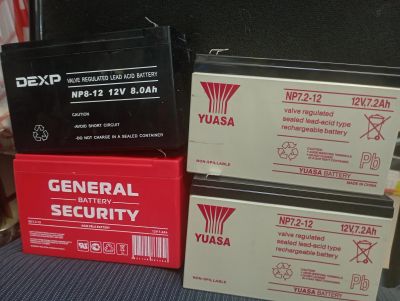 DEXP
VALVE REGULATED LEAD ACID BATTERY
NP8-12 12V 8.0Ah
CAUTION
•AVOID SHORT CIRCUIT
•DO NOT CHARGE IN A SEALED CONTAINER
GENERAL
BATTERY
SECURITY
12V 7.2Ah
YUASA
NP7.2-12 12V,7.2Ah
valve regulated
sealed lead-acid type
rechargeable battery
NON-SPILLABLE
YUASA BATTERY
Pb
MADE IN CHINA
YUASA
NP7.2-12 12V,7.2Ah
valve regulated
sealed lead-acid type
rechargeable battery
NON-SPILLABLE
YUASA BATTERY
Pb